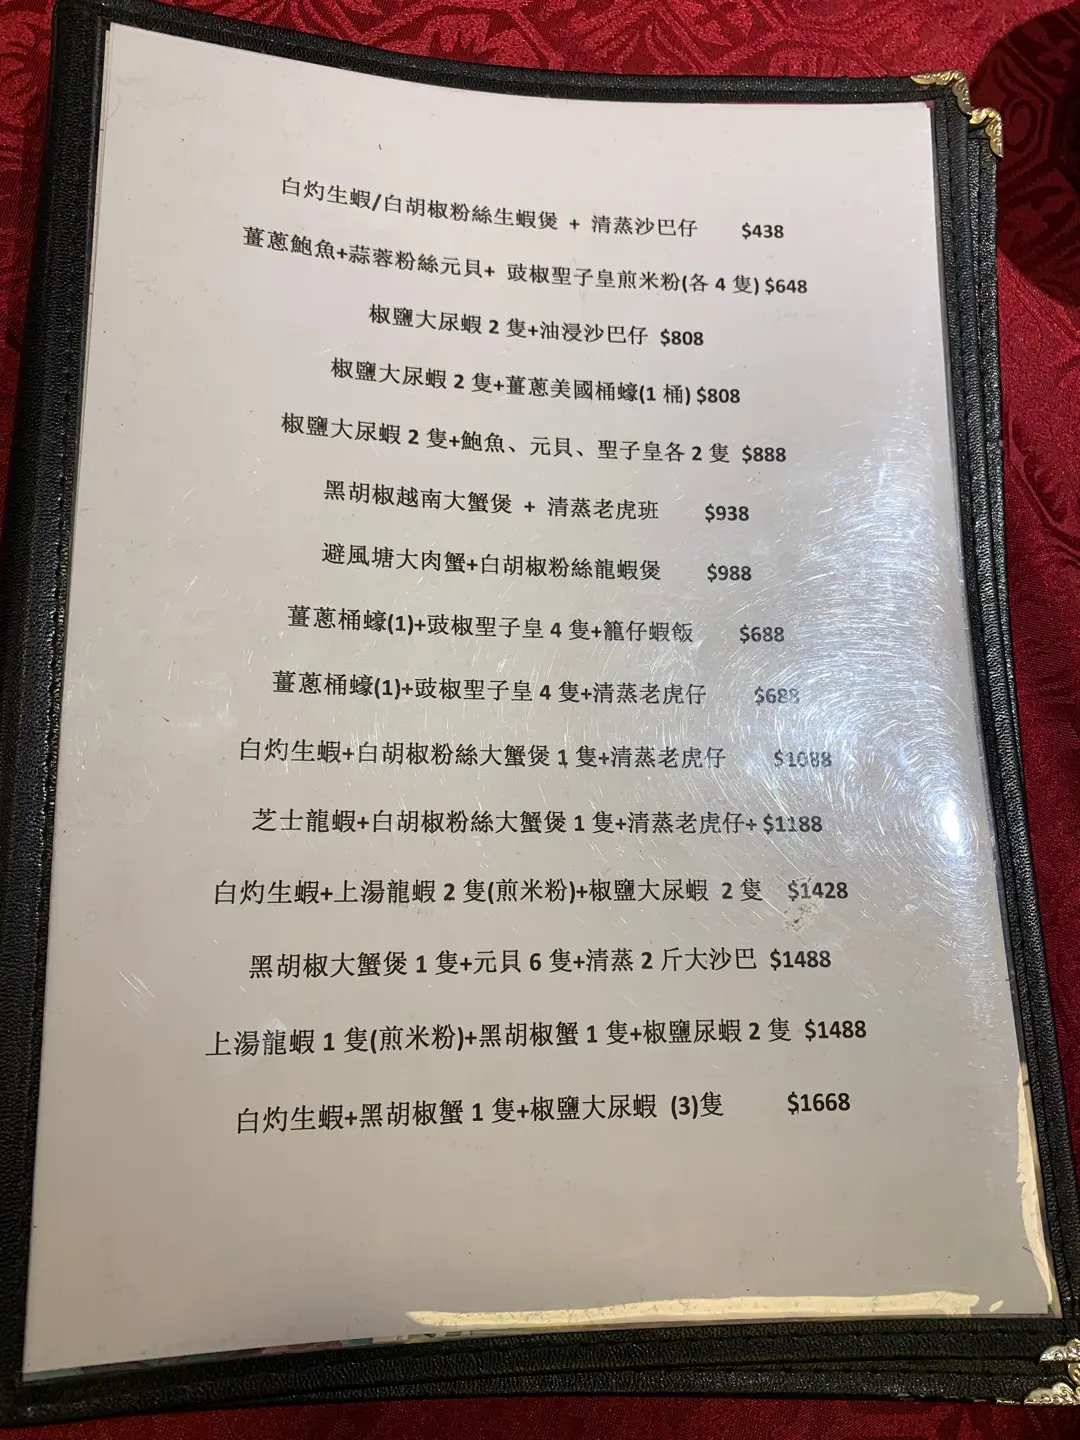 白灼生蝦/白胡椒粉絲生蝦煲 + 清蒸沙巴仔 $438
薑蔥鮑魚+蒜蓉粉絲元貝+ 豉椒聖子皇煎米粉(各 4 隻) $648
椒鹽大尿蝦 2 隻+油浸沙巴仔 $808
椒鹽大尿蝦 2 隻+薑蔥美國桶蠔(1 桶) $808
椒鹽大尿蝦 2 隻+鮑魚、元貝、聖子皇各 2 隻 $888
黑胡椒越南大蟹煲 + 清蒸老虎班 $938
避風塘大肉蟹+白胡椒粉絲龍蝦煲 $988
薑蔥桶蠔(1)+豉椒聖子皇 4 隻+籠仔蝦飯 $688
薑蔥桶蠔(1)+豉椒聖子皇 4 隻+清蒸老虎仔 $688
白灼生蝦+白胡椒粉絲大蟹煲 1 隻+清蒸老虎仔 $1088
芝士龍蝦+白胡椒粉絲大蟹煲 1 隻+清蒸老虎仔+ $1188
白灼生蝦+上湯龍蝦 2 隻(煎米粉)+椒鹽大尿蝦 2 隻 $1428
黑胡椒大蟹煲 1 隻+元貝 6 隻+清蒸 2 斤大沙巴 $1488
上湯龍蝦 1 隻(煎米粉)+黑胡椒蟹 1 隻+椒鹽尿蝦 2 隻 $1488
白灼生蝦+黑胡椒蟹 1 隻+椒鹽大尿蝦 (3)隻 $1668